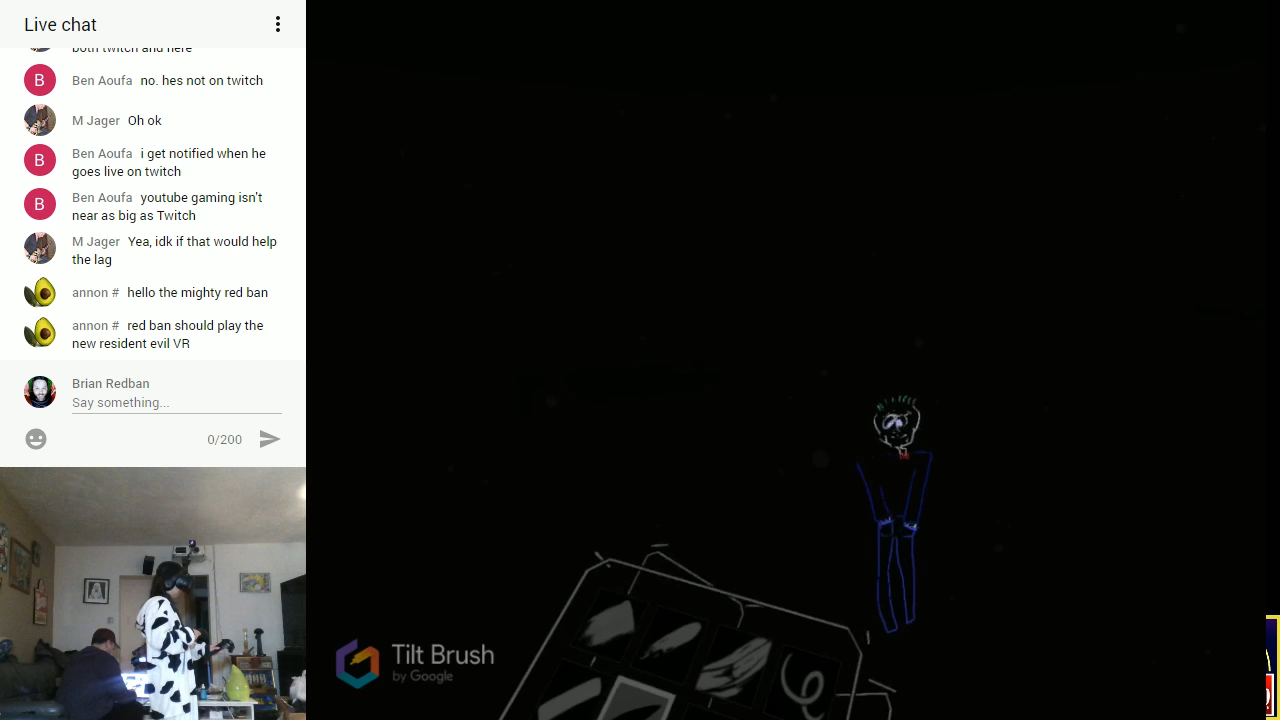 Live chat
both twitch and here
Ben Aoufa no. hes not on twitch
M Jager Oh ok
Ben Aoufa i get notified when he
goes live on twitch
Ben Aoufa youtube gaming isn't
near as big as Twitch
M Jager Yea, idk if that would help
the lag
annon # hello the mighty red ban
annon # red ban should play the
new resident evil VR
Brian Redban
Say something...
0/200
B
B
B
Tilt Brush
by Google